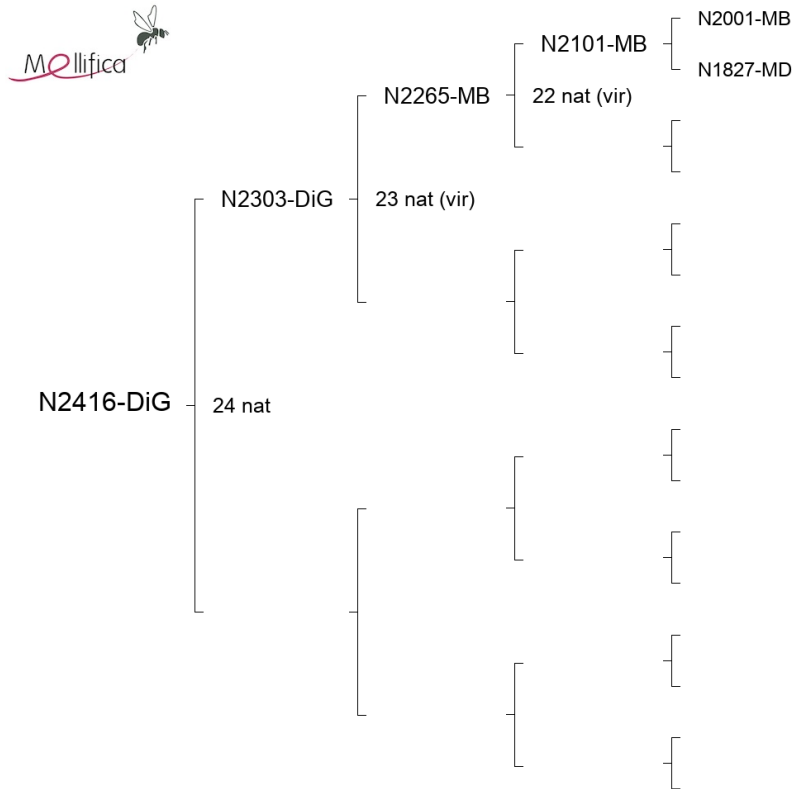 Mellifica
N2001-MB
N2101-MB
N1827-MD
N2265-MB
22 nat (vir)
N2303-DiG
23 nat (vir)
N2416-DiG
24 nat